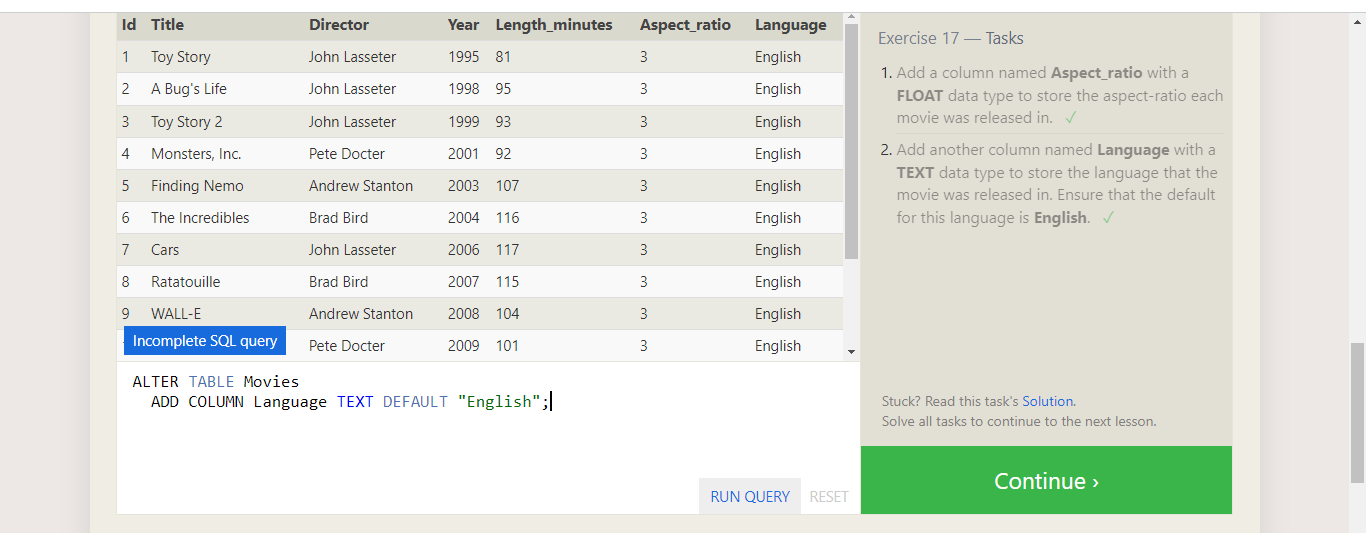 Id Title Director Year Length_minutes Aspect_ratio Language
1 Toy Story John Lasseter 1995 81 3 English
2 A Bug's Life John Lasseter 1998 95 3 English
3 Toy Story 2 John Lasseter 1999 93 3 English
4 Monsters, Inc. Pete Docter 2001 92 3 English
5 Finding Nemo Andrew Stanton 2003 107 3 English
6 The Incredibles Brad Bird 2004 116 3 English
7 Cars John Lasseter 2006 117 3 English
8 Ratatouille Brad Bird 2007 115 3 English
9 WALL-E Andrew Stanton 2008 104 3 English
Pete Docter 2009 101 3 English
Incomplete SQL query
ALTER TABLE Movies
ADD COLUMN Language TEXT DEFAULT "English";
RUN QUERY RESET
Exercise 17 — Tasks
1. Add a column named Aspect_ratio with a
FLOAT data type to store the aspect-ratio each
movie was released in. ✓
2. Add another column named Language with a
TEXT data type to store the language that the
movie was released in. Ensure that the default
for this language is English. ✓
Stuck? Read this task's Solution.
Solve all tasks to continue to the next lesson.
Continue ›